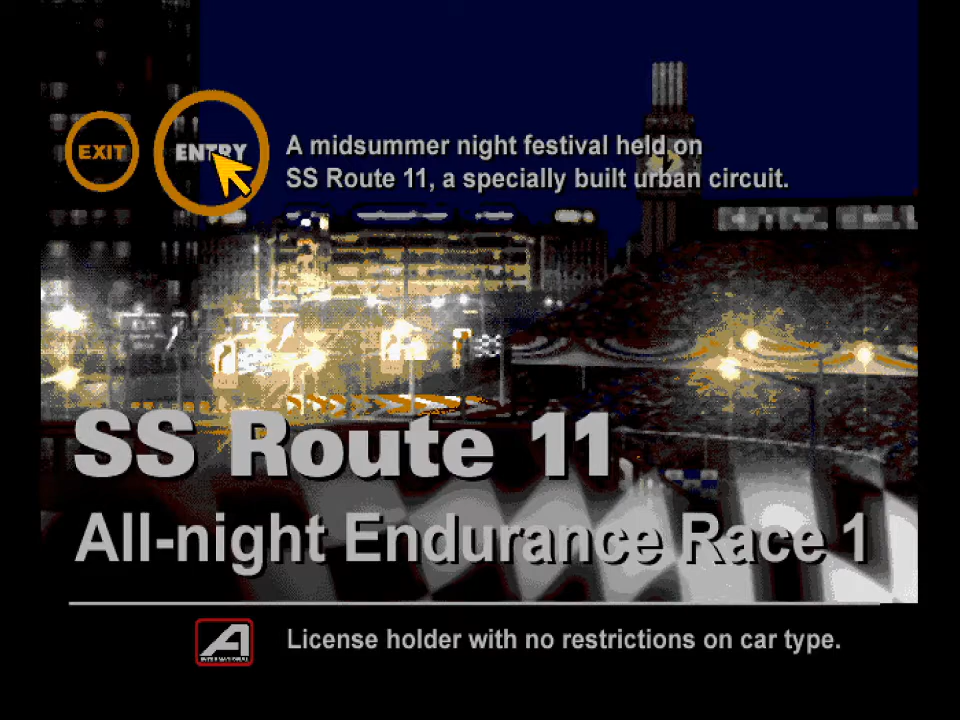 EXIT
ENTRY
A midsummer night festival held on
SS Route 11, a specially built urban circuit.
SS Route 11
All-night Endurance Race 1
A
INTERNATIONAL
License holder with no restrictions on car type.